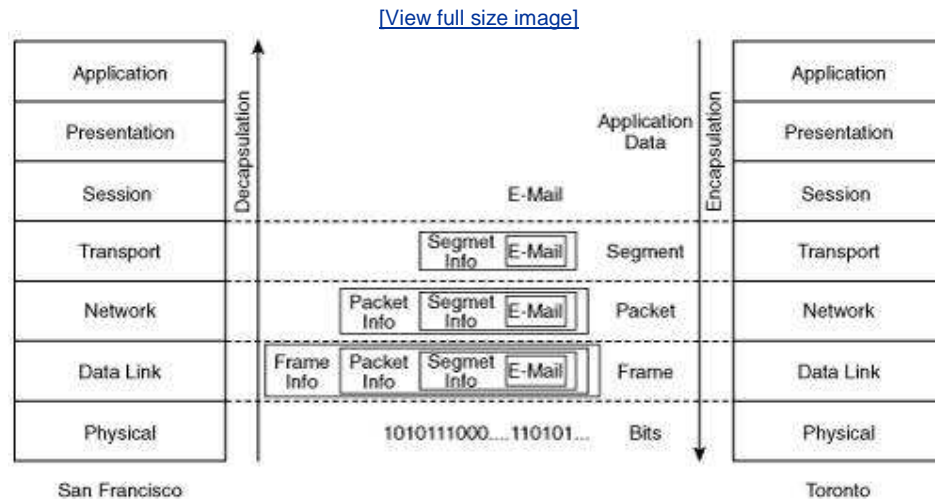 [View full size image]
Application
Presentation
Session
Transport
Network
Data Link
Physical
San Francisco
Decapsulation
Application
Data
E-Mail
Segmet
Info
E-Mail
Segment
Packet
Info
Segmet
Info
E-Mail
Packet
Frame
Info
Packet
Info
Segmet
Info
E-Mail
Frame
1010111000....110101...
Bits
Encapsulation
Application
Presentation
Session
Transport
Network
Data Link
Physical
Toronto